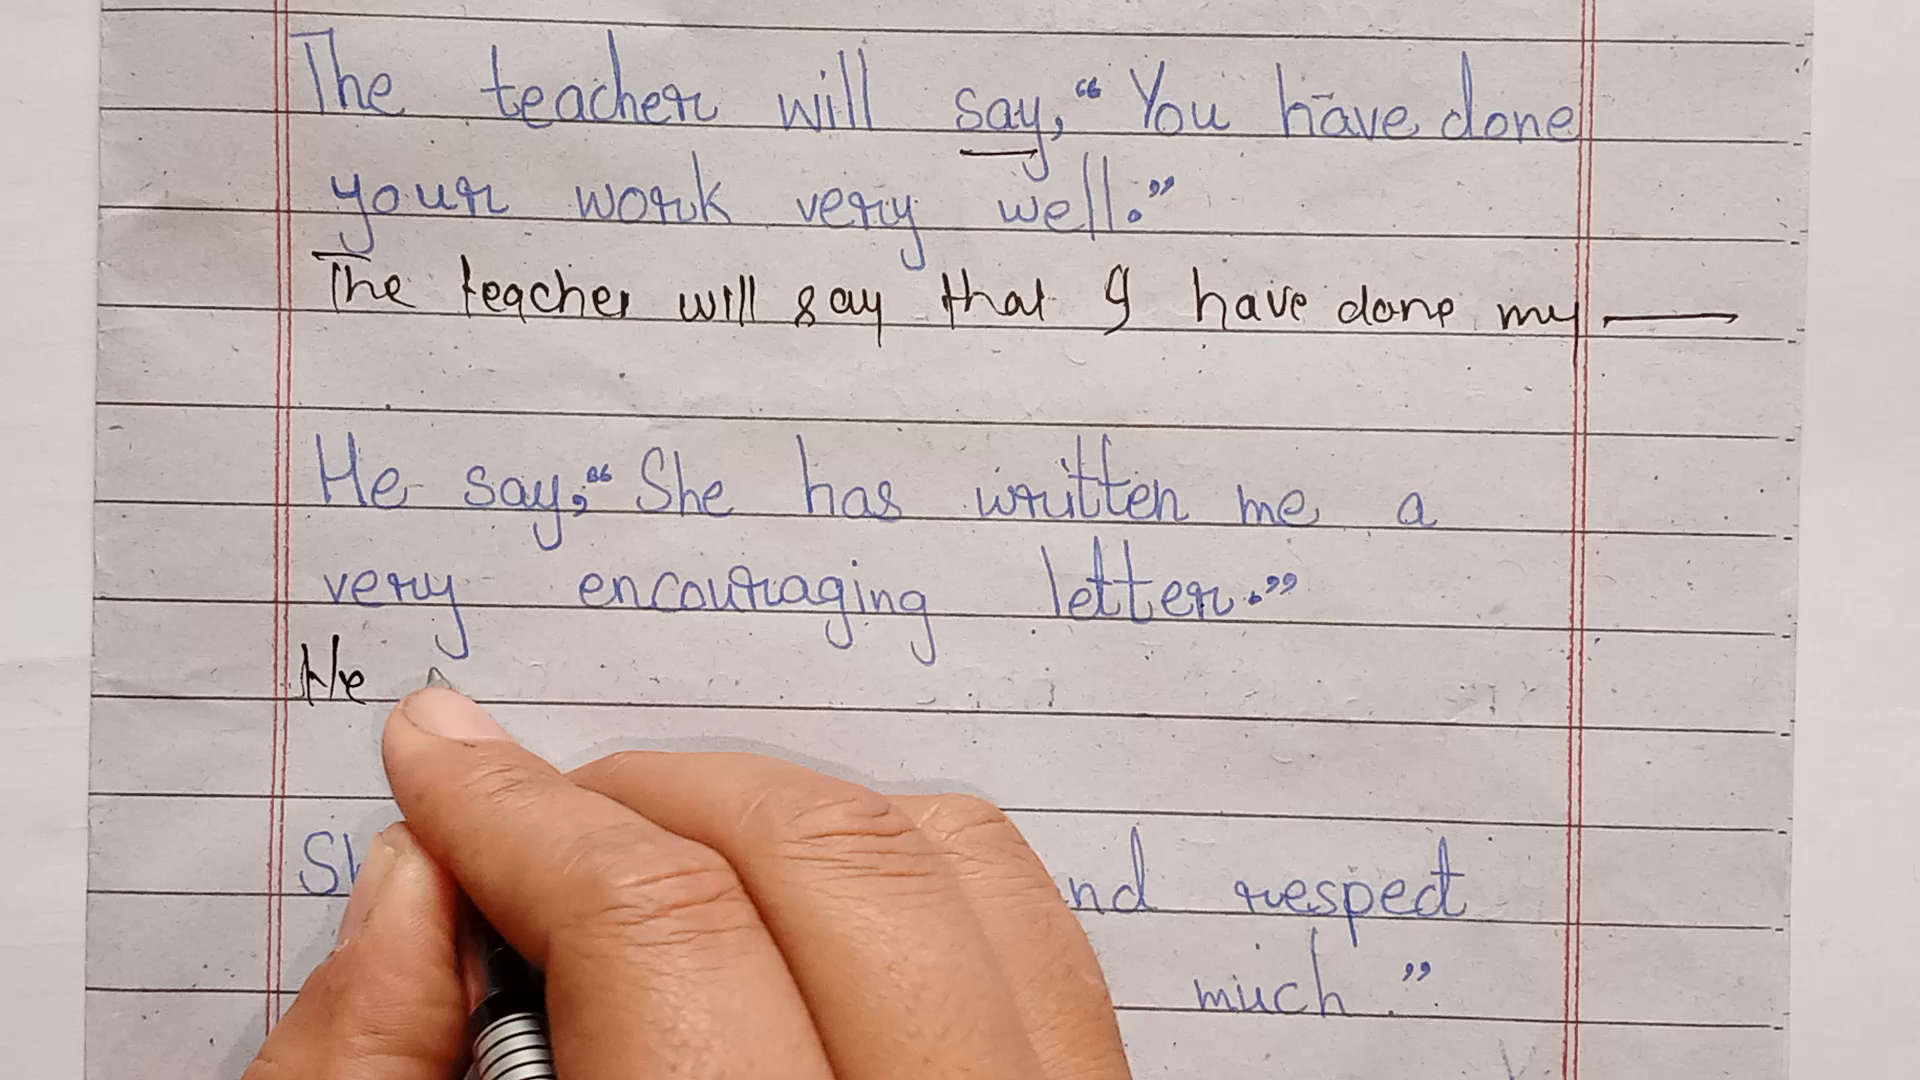 The teacher will say, “You have done
your work very well.”
The teacher will say that I have done my
He say, “She has written me a
very encouraging letter.”
He
respect
much.”